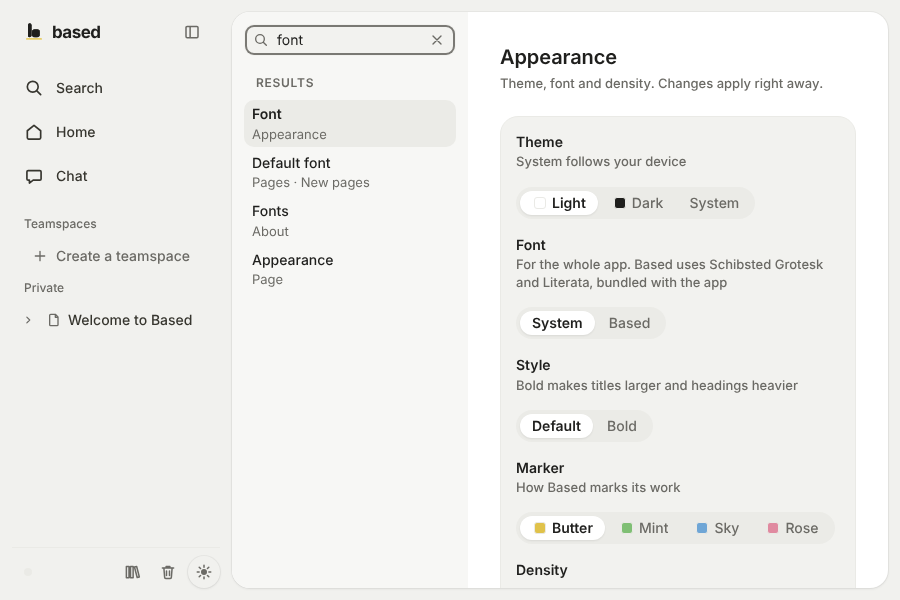 based
Search
Home
Chat
Teamspaces
Create a teamspace
Private
Welcome to Based
font
RESULTS
Font
Appearance
Default font
Pages · New pages
Fonts
About
Appearance
Page
Appearance
Theme, font and density. Changes apply right away.
Theme
System follows your device
Light Dark System
Font
For the whole app. Based uses Schibsted Grotesk
and Literata, bundled with the app
System Based
Style
Bold makes titles larger and headings heavier
Default Bold
Marker
How Based marks its work
Butter Mint Sky Rose
Density